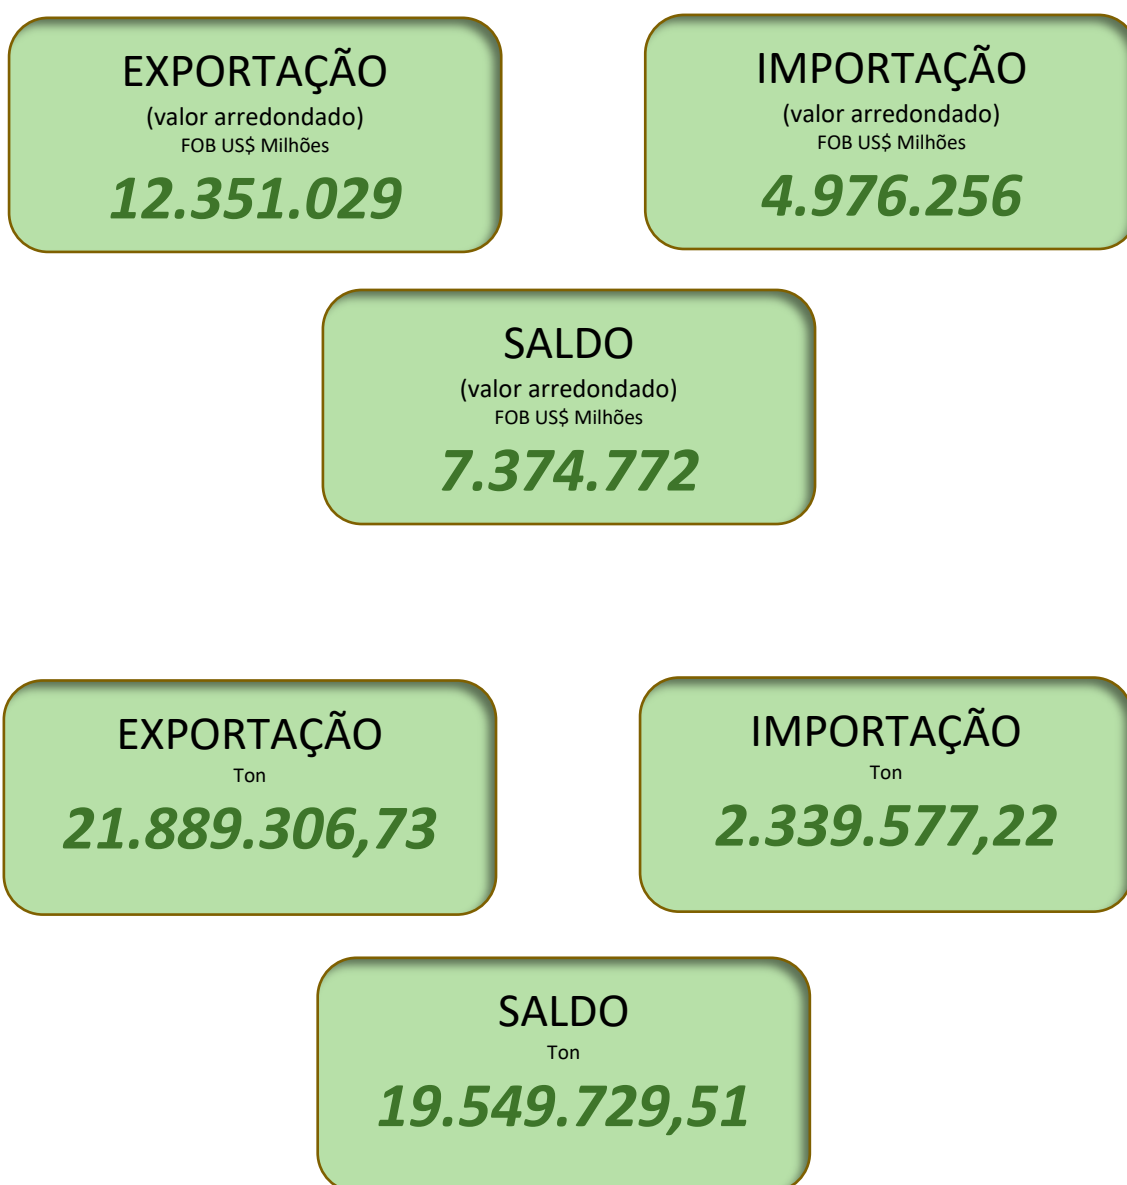 EXPORTAÇÃO
(valor arredondado)
FOB US$ Milhões
12.351.029
IMPORTAÇÃO
(valor arredondado)
FOB US$ Milhões
4.976.256
SALDO
(valor arredondado)
FOB US$ Milhões
7.374.772
EXPORTAÇÃO
Ton
21.889.306,73
IMPORTAÇÃO
Ton
2.339.577,22
SALDO
Ton
19.549.729,51